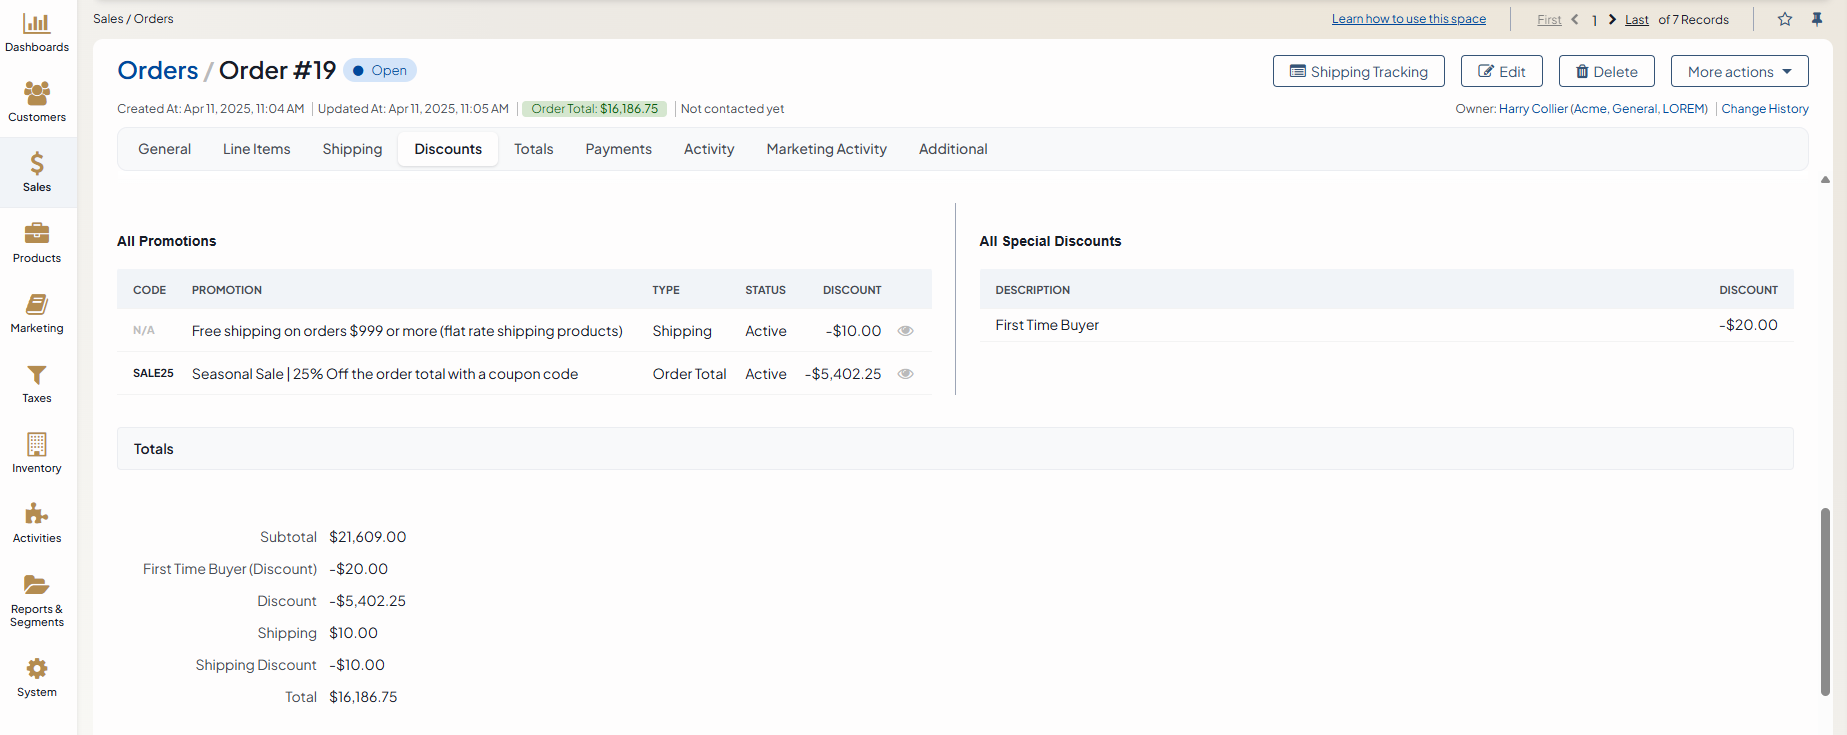 Dashboards
Customers
Sales
Products
Marketing
Taxes
Inventory
Activities
Reports &
Segments
System
Sales / Orders
Learn how to use this space
First 1 Last of 7 Records
Orders / Order #19 Open
Shipping Tracking
Edit
Delete
More actions
Created At: Apr 11, 2025, 11:04 AM Updated At: Apr 11, 2025, 11:05 AM Order Total: $16,186.75 Not contacted yet
Owner: Harry Collier (Acme, General, LOREM) Change History
General Line Items Shipping Discounts Totals Payments Activity Marketing Activity Additional
All Promotions
CODE PROMOTION TYPE STATUS DISCOUNT
N/A Free shipping on orders $999 or more (flat rate shipping products) Shipping Active -$10.00
SALE25 Seasonal Sale | 25% Off the order total with a coupon code Order Total Active -$5,402.25
All Special Discounts
DESCRIPTION DISCOUNT
First Time Buyer -$20.00
Totals
Subtotal $21,609.00
First Time Buyer (Discount) -$20.00
Discount -$5,402.25
Shipping $10.00
Shipping Discount -$10.00
Total $16,186.75